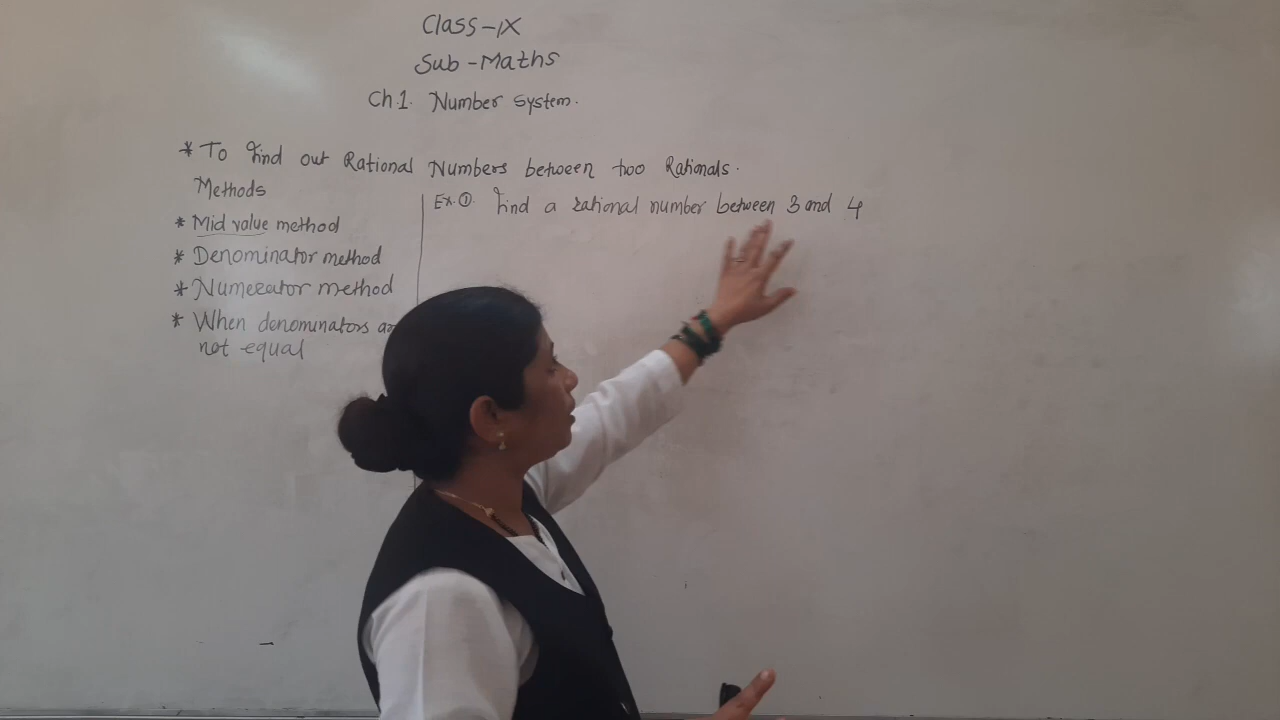 Class-IX
Sub-Maths
Ch.1. Number system.
* To find out Rational Numbers between two Rationals.
Methods
Ex.① find a rational number between 3 and 4
* Mid value method
* Denominator method
* Numerator method
* When denominators
not equal